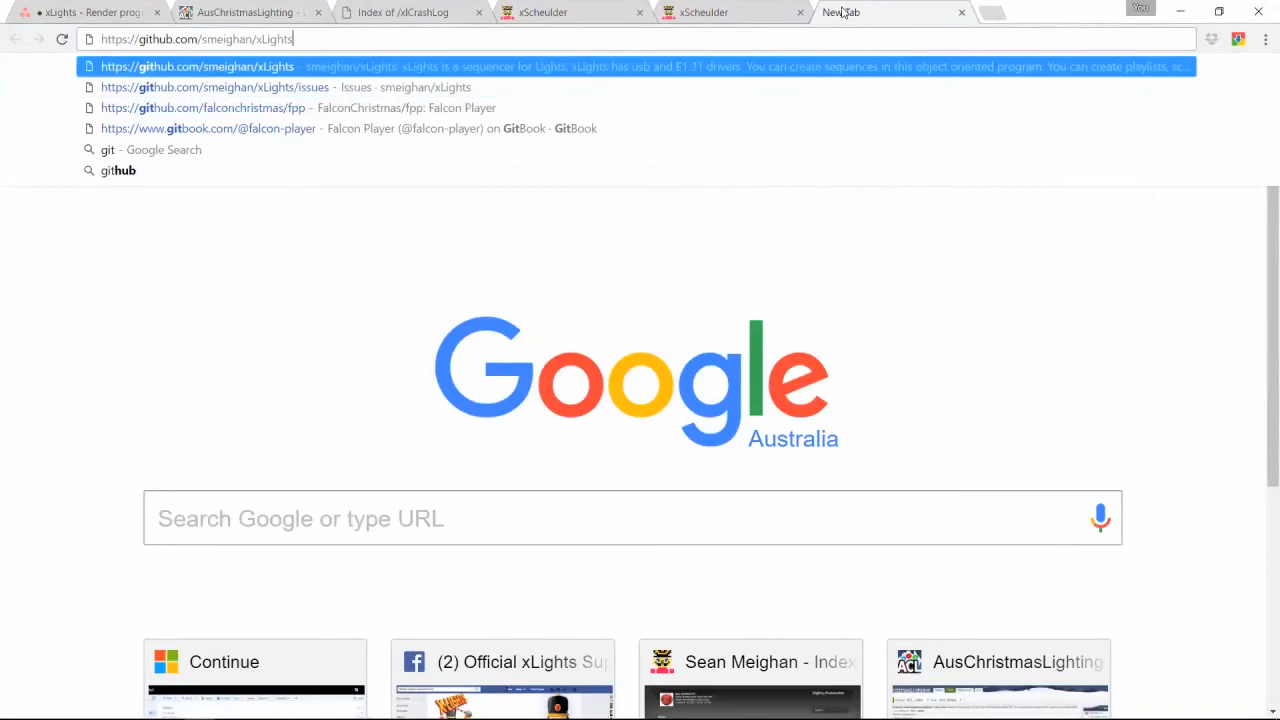 xLights - Render prog
AusChristmasLighting - L
Index of /xlCrashLog
xScheulder
xScheulder
New Tab
You
https://github.com/smeighan/xLights
https://github.com/smeighan/xLights - smeighan/xLights: xLights is a sequencer for Lights. xLights has usb and E1.31 drivers. You can create sequences in this object oriented program. You can create playlists, sc...
https://github.com/smeighan/xLights/issues - Issues · smeighan/xLights
https://github.com/falconchristmas/fpp - FalconChristmas/fpp: Falcon Player
https://www.gitbook.com/@falcon-player - Falcon Player (@falcon-player) on GitBook · GitBook
git - Google Search
github
Google
Australia
Search Google or type URL
Continue
(2) Official xLights Sup
Sean Meighan - Index
AusChristmasLighting